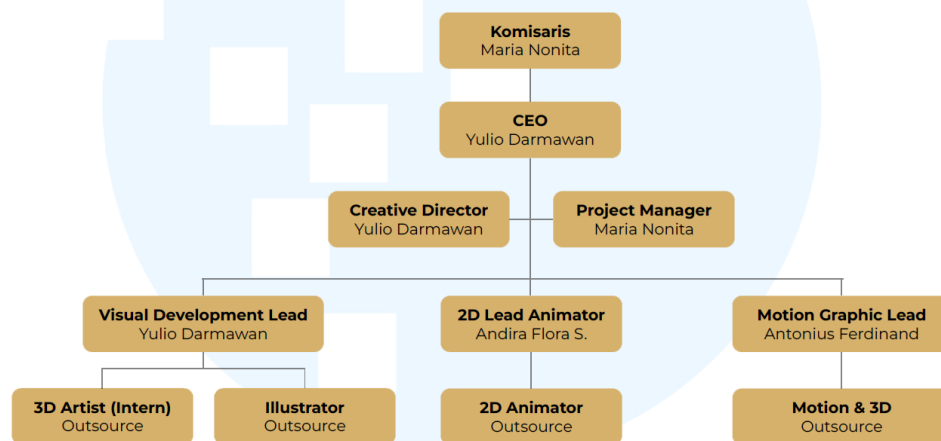 Komisaris
Maria Nonita
CEO
Yulio Darmawan
Creative Director
Yulio Darmawan
Project Manager
Maria Nonita
Visual Development Lead
Yulio Darmawan
2D Lead Animator
Andira Flora S.
Motion Graphic Lead
Antonius Ferdinand
3D Artist (Intern)
Outsource
Illustrator
Outsource
2D Animator
Outsource
Motion & 3D
Outsource